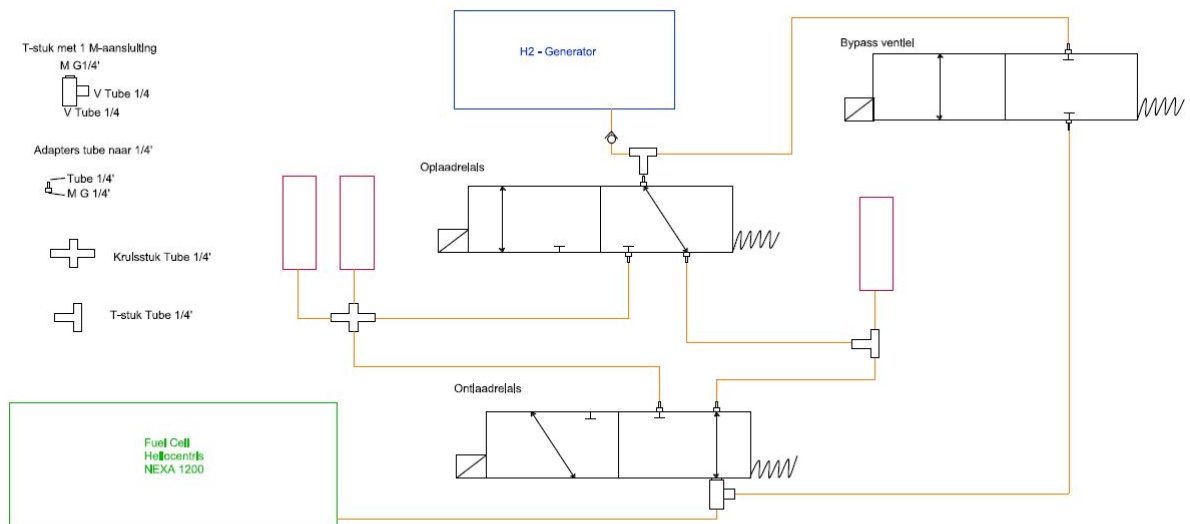 T-stuk met 1 M-aansluiting
M G1/4'
V Tube 1/4
V Tube 1/4
Adapters tube naar 1/4'
Tube 1/4'
M G 1/4'
Kruisstuk Tube 1/4'
T-stuk Tube 1/4'
H2 - Generator
Bypass ventiel
Oplaadrelais
Ontlaadrelais
Fuel Cell
Heliocentris
NEXA 1200